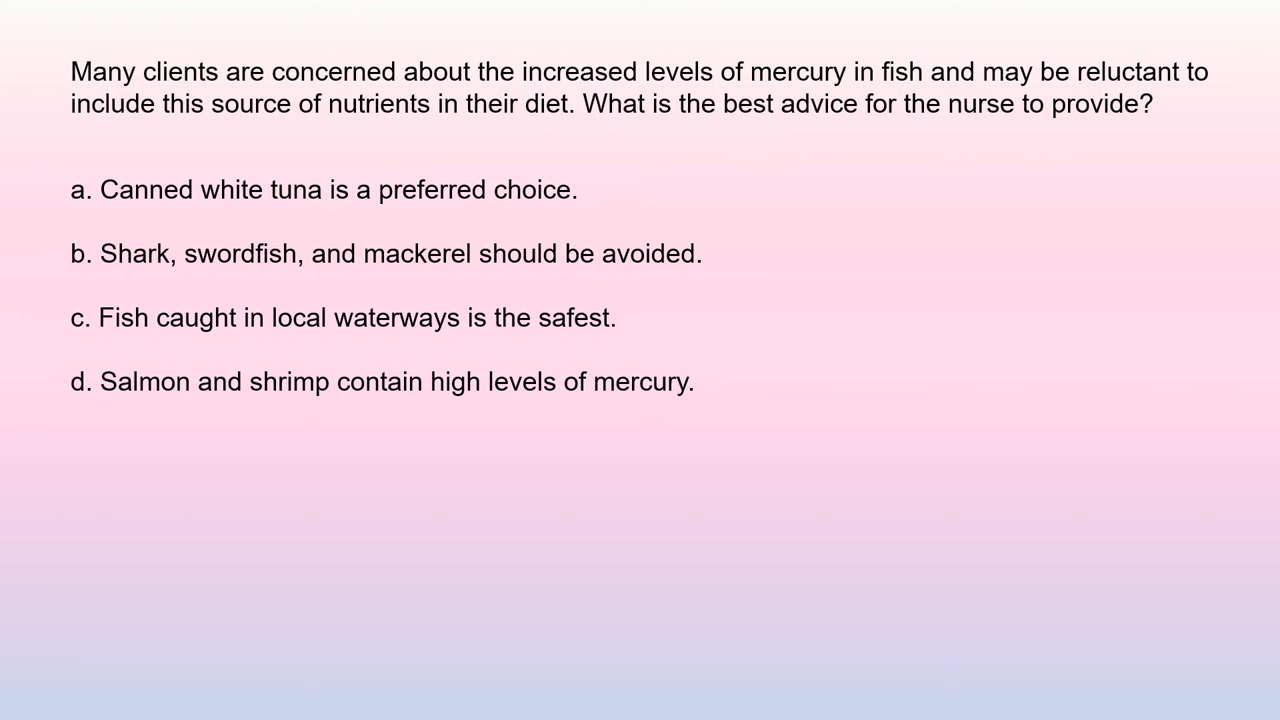 Many clients are concerned about the increased levels of mercury in fish and may be reluctant to
include this source of nutrients in their diet. What is the best advice for the nurse to provide?
a. Canned white tuna is a preferred choice.
b. Shark, swordfish, and mackerel should be avoided.
c. Fish caught in local waterways is the safest.
d. Salmon and shrimp contain high levels of mercury.